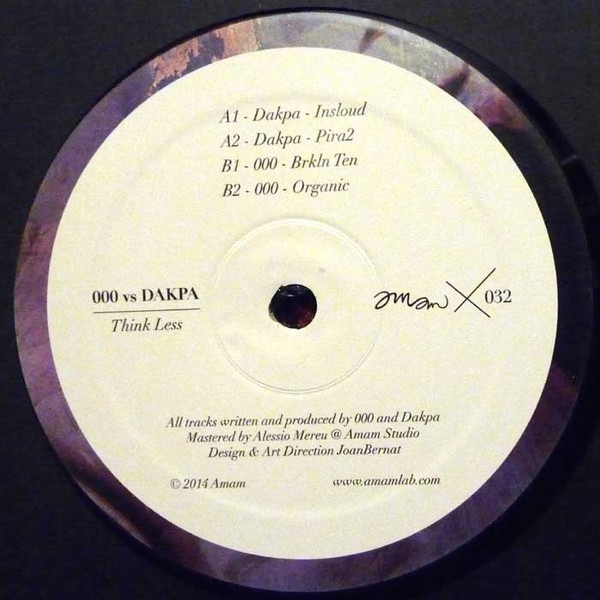 A1 - Dakpa - Insloud
A2 - Dakpa - Pira2
B1 - 000 - Brkln Ten
B2 - 000 - Organic
000 vs DAKPA
Think Less
amam X 032
All tracks written and produced by 000 and Dakpa
Mastered by Alessio Mereu @ Amam Studio
Design & Art Direction JoanBernat
© 2014 Amam
www.amamlab.com